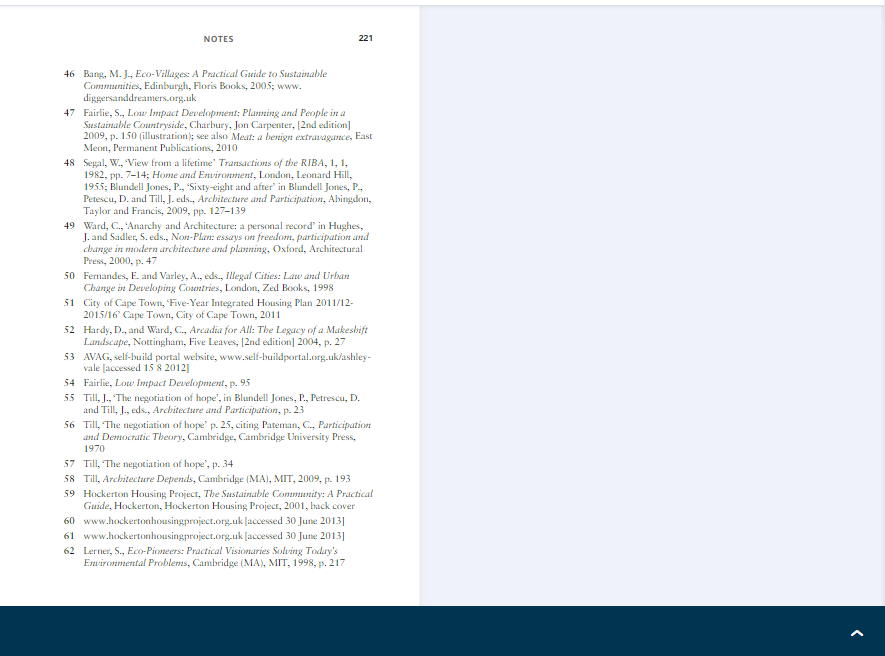 NOTES 221
46 Bang, M. J., Eco-Villages: A Practical Guide to Sustainable
Communities, Edinburgh, Floris Books, 2005; www.
diggersanddreamers.org.uk
47 Fairlie, S., Low Impact Development: Planning and People in a
Sustainable Countryside, Charbury, Jon Carpenter, [2nd edition]
2009, p. 150 (illustration); see also Meat: a benign extravagance, East
Meon, Permanent Publications, 2010
48 Segal, W., ‘View from a lifetime’ Transactions of the RIBA, 1, 1,
1982, pp. 7–14; Home and Environment, London, Leonard Hill,
1955; Blundell Jones, P., ‘Sixty-eight and after’ in Blundell Jones, P.,
Petescu, D. and Till, J. eds., Architecture and Participation, Abingdon,
Taylor and Francis, 2009, pp. 127–139
49 Ward, C., ‘Anarchy and Architecture: a personal record’ in Hughes,
J. and Sadler, S. eds., Non-Plan: essays on freedom, participation and
change in modern architecture and planning, Oxford, Architectural
Press, 2000, p. 47
50 Fernandes, E. and Varley, A., eds., Illegal Cities: Law and Urban
Change in Developing Countries, London, Zed Books, 1998
51 City of Cape Town, ‘Five-Year Integrated Housing Plan 2011/12-
2015/16’ Cape Town, City of Cape Town, 2011
52 Hardy, D., and Ward, C., Arcadia for All: The Legacy of a Makeshift
Landscape, Nottingham, Five Leaves, [2nd edition] 2004, p. 27
53 AVAG, self-build portal website, www.self-buildportal.org.uk/ashley-
vale [accessed 15 8 2012]
54 Fairlie, Low Impact Development, p. 95
55 Till, J., ‘The negotiation of hope’, in Blundell Jones, P., Petrescu, D.
and Till, J., eds., Architecture and Participation, p. 23
56 Till, ‘The negotiation of hope’ p. 25, citing Pateman, C., Participation
and Democratic Theory, Cambridge, Cambridge University Press,
1970
57 Till, ‘The negotiation of hope’, p. 34
58 Till, Architecture Depends, Cambridge (MA), MIT, 2009, p. 193
59 Hockerton Housing Project, The Sustainable Community: A Practical
Guide, Hockerton, Hockerton Housing Project, 2001, back cover
60 www.hockertonhousingproject.org.uk [accessed 30 June 2013]
61 www.hockertonhousingproject.org.uk [accessed 30 June 2013]
62 Lerner, S., Eco-Pioneers: Practical Visionaries Solving Today’s
Environmental Problems, Cambridge (MA), MIT, 1998, p. 217